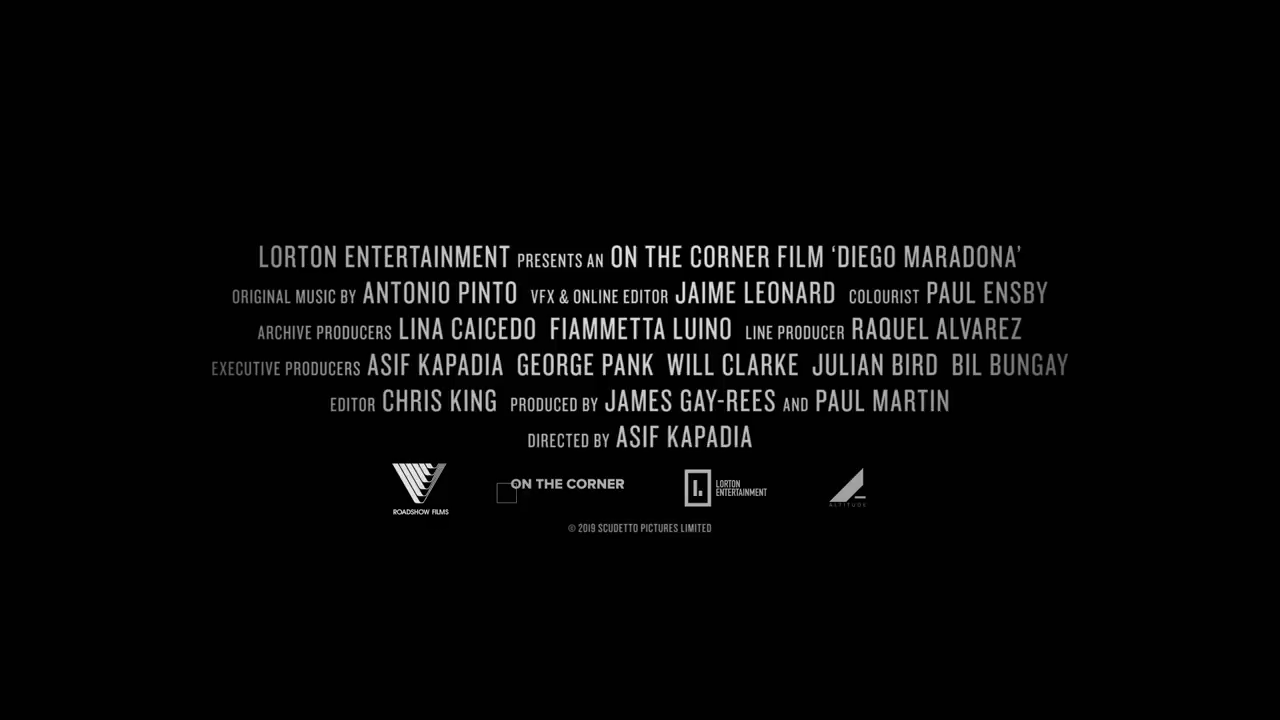 LORTON ENTERTAINMENT PRESENTS AN ON THE CORNER FILM ‘DIEGO MARADONA’
ORIGINAL MUSIC BY ANTONIO PINTO VFX & ONLINE EDITOR JAIME LEONARD COLOURIST PAUL ENSBY
ARCHIVE PRODUCERS LINA CAICEDO FIAMMETTA LUINO LINE PRODUCER RAQUEL ALVAREZ
EXECUTIVE PRODUCERS ASIF KAPADIA GEORGE PANK WILL CLARKE JULIAN BIRD BIL BUNGAY
EDITOR CHRIS KING PRODUCED BY JAMES GAY-REES AND PAUL MARTIN
DIRECTED BY ASIF KAPADIA
ROADSHOW FILMS
ON THE CORNER
L.
LORTON
ENTERTAINMENT
ALTITUDE
© 2019 SCUDETTO PICTURES LIMITED